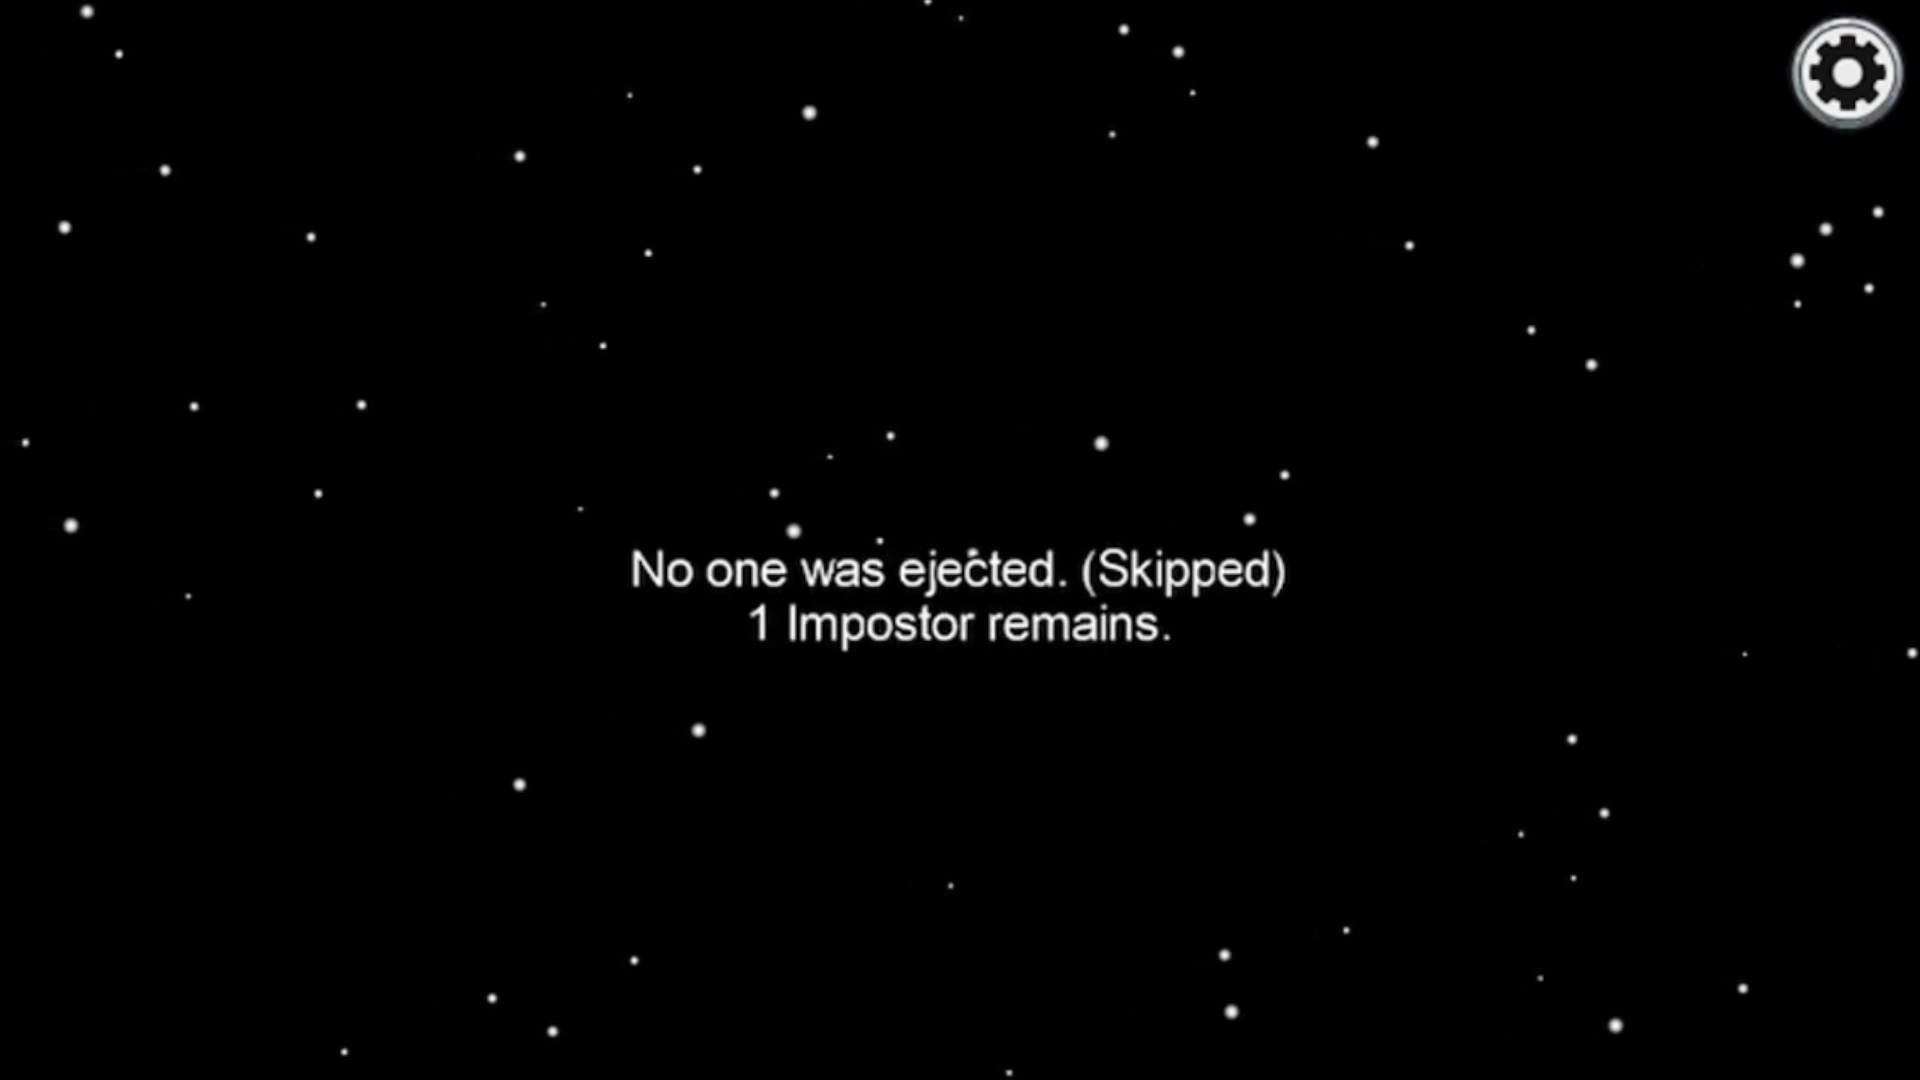 No one was ejected. (Skipped)
1 Impostor remains.